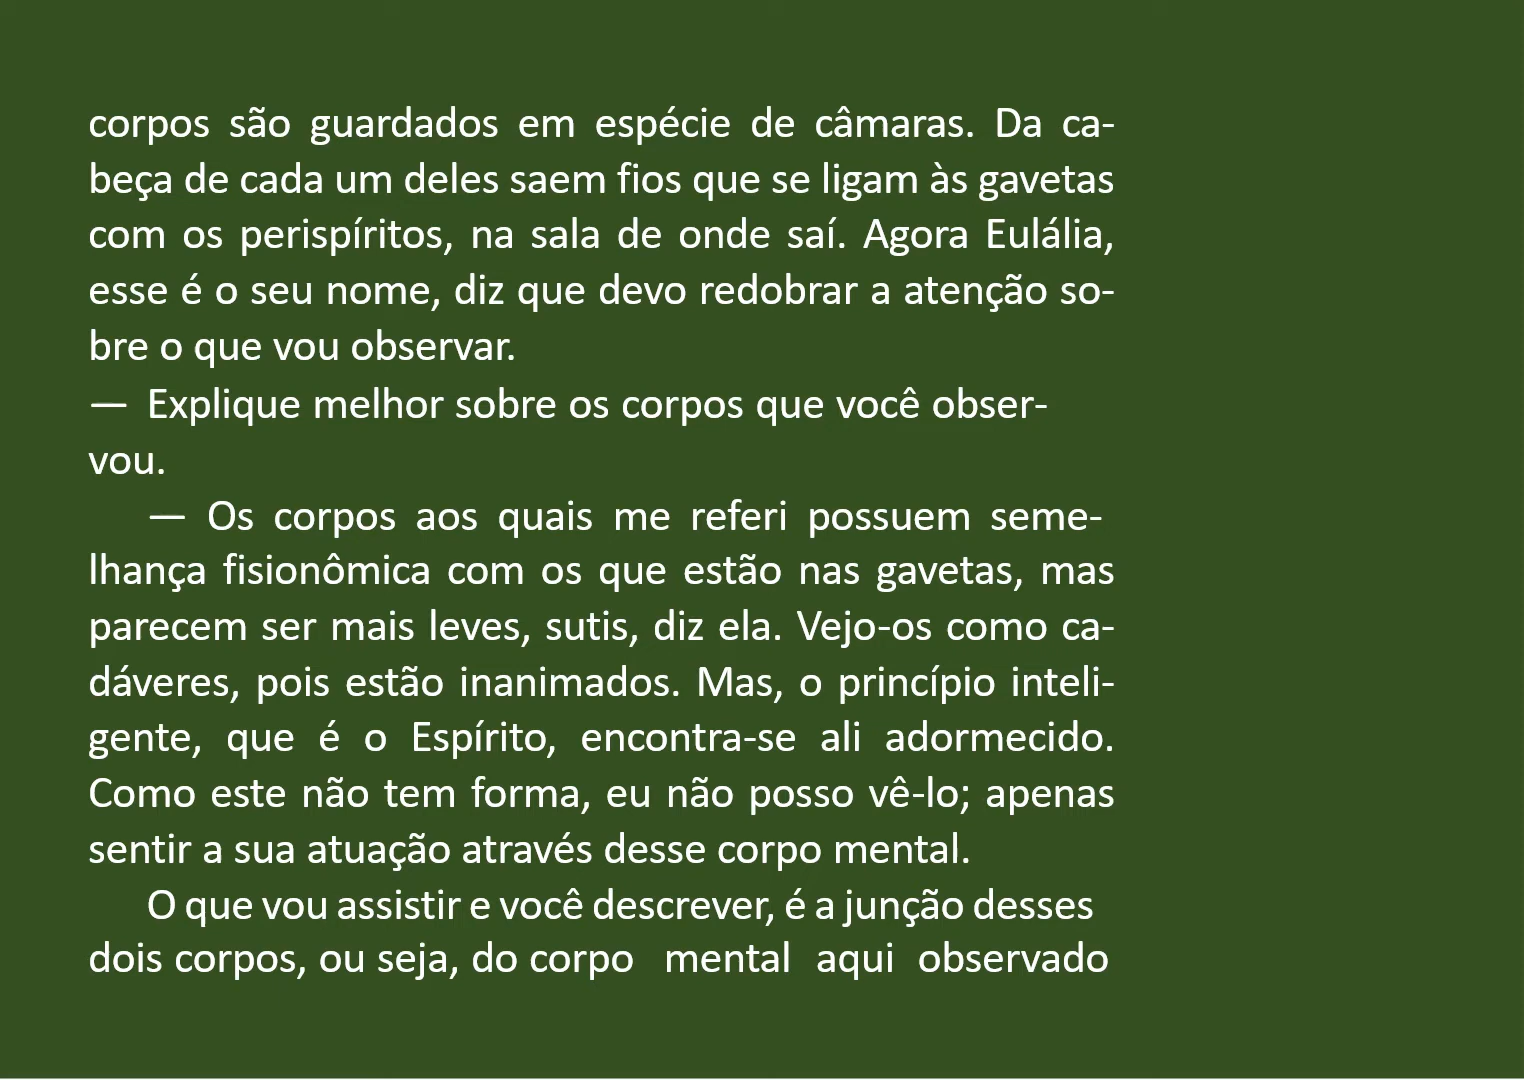 corpos são guardados em espécie de câmaras. Da ca-
beça de cada um deles saem fios que se ligam às gavetas
com os perispíritos, na sala de onde saí. Agora Eulália,
esse é o seu nome, diz que devo redobrar a atenção so-
bre o que vou observar.
— Explique melhor sobre os corpos que você obser-
vou.
— Os corpos aos quais me referi possuem seme-
lhança fisionômica com os que estão nas gavetas, mas
parecem ser mais leves, sutis, diz ela. Vejo-os como ca-
dáveres, pois estão inanimados. Mas, o princípio inteli-
gente, que é o Espírito, encontra-se ali adormecido.
Como este não tem forma, eu não posso vê-lo; apenas
sentir a sua atuação através desse corpo mental.
O que vou assistir e você descrever, é a junção desses
dois corpos, ou seja, do corpo mental aqui observado